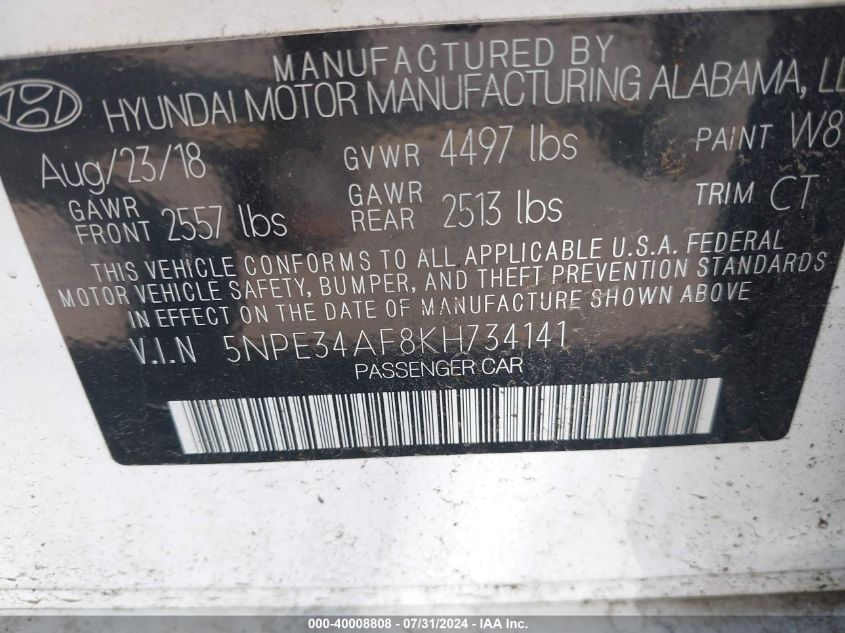 MANUFACTURED BY
HYUNDAI MOTOR MANUFACTURING ALABAMA, LL
Aug/23/18 GVWR 4497 lbs PAINT W8
GAWR FRONT 2557 lbs GAWR REAR 2513 lbs TRIM CT
THIS VEHICLE CONFORMS TO ALL APPLICABLE U.S.A. FEDERAL
MOTOR VEHICLE SAFETY, BUMPER, AND THEFT PREVENTION STANDARDS
IN EFFECT ON THE DATE OF MANUFACTURE SHOWN ABOVE
V.I.N 5NPE34AF8KH734141
PASSENGER CAR
000-40008808 - 07/31/2024 - IAA Inc.